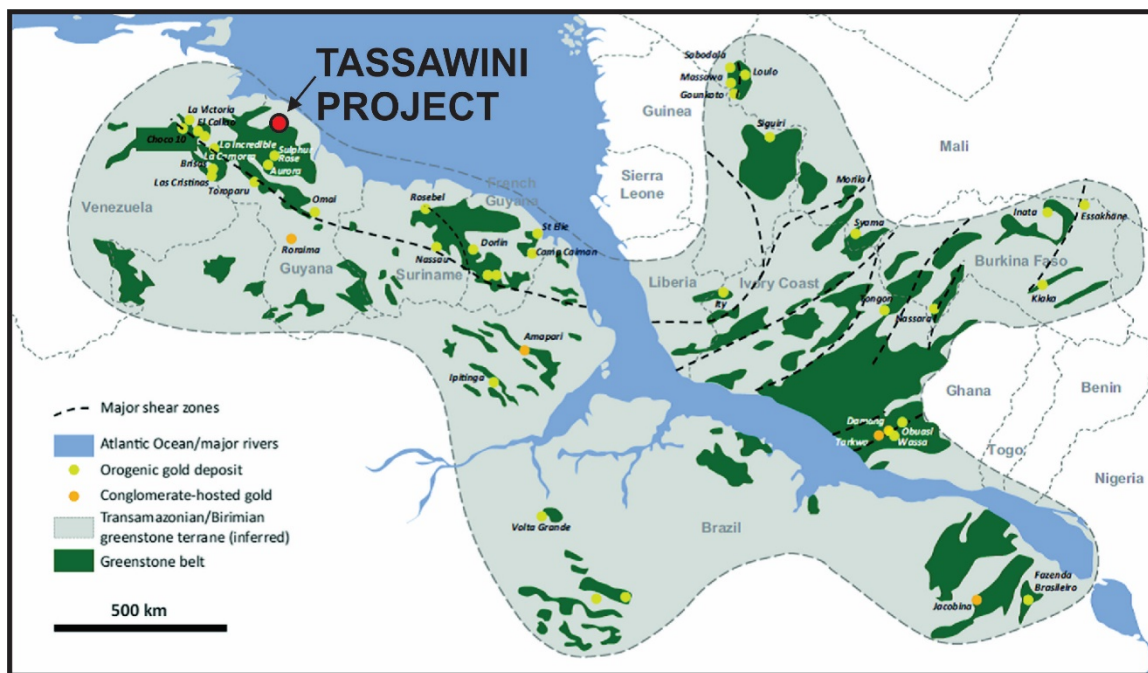 TASSAWINI
PROJECT
La Victoria
El Callao
Choco 10
Lo Increible
La Camorra
Brisas
Las Cristinas
Toroparu
Sulphur
Rose
Aurora
Omai
Venezuela
Roraima
Guyana
Rosebel
French
Guyana
St Elie
Dorlin
Camp Caiman
Nassau
Suriname
Amapari
Ipitinga
Sabodala
Massawa
Loulo
Gounkoto
Guinea
Siguiri
Mali
Sierra
Leone
Morila
Syama
Inata
Essakhane
Burkina Faso
Kiaka
Liberia
Ivory Coast
Ity
Tongon
Nassara
Ghana
Benin
Togo
Nigeria
Damang
Obuasi
Tarkwa
Wassa
Brazil
Volta Grande
Fazenda
Brasileiro
Jacobina
Major shear zones
Atlantic Ocean/major rivers
Orogenic gold deposit
Conglomerate-hosted gold
Transamazonian/Birimian
greenstone terrane (inferred)
Greenstone belt
500 km